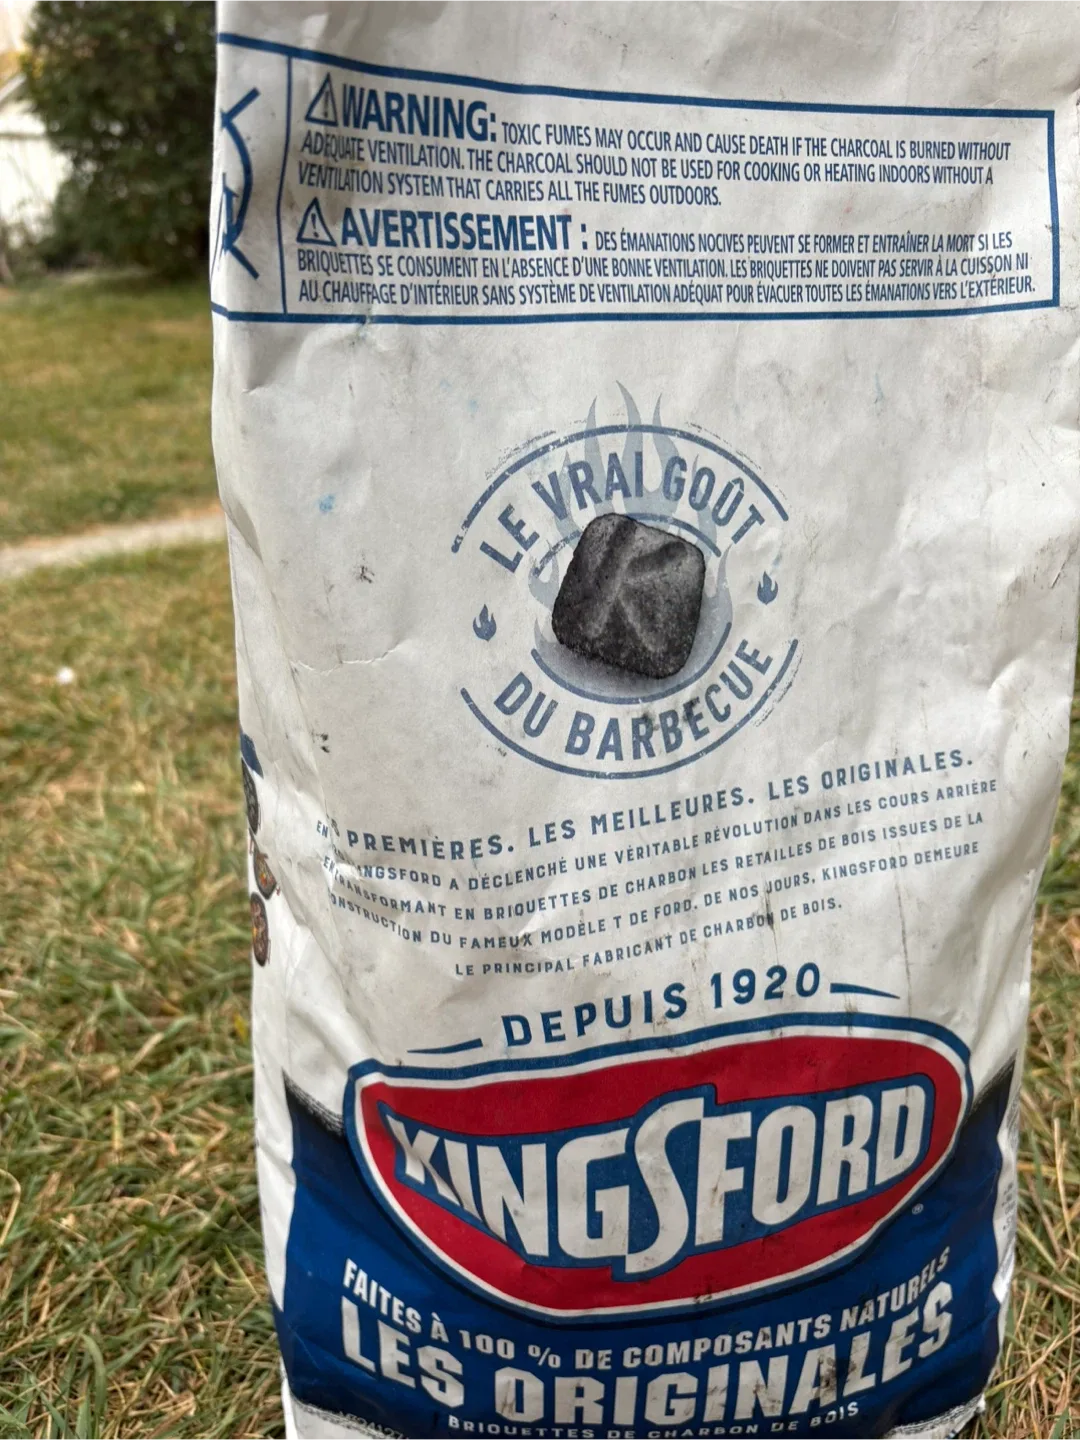 WARNING: TOXIC FUMES MAY OCCUR AND CAUSE DEATH IF THE CHARCOAL IS BURNED WITHOUT
ADEQUATE VENTILATION. THE CHARCOAL SHOULD NOT BE USED FOR COOKING OR HEATING INDOORS WITHOUT A
VENTILATION SYSTEM THAT CARRIES ALL THE FUMES OUTDOORS.
AVERTISSEMENT : DES ÉMANATIONS NOCIVES PEUVENT SE FORMER ET ENTRAÎNER LA MORT SI LES
BRIQUETTES SE CONSUMENT EN L'ABSENCE D'UNE BONNE VENTILATION. LES BRIQUETTES NE DOIVENT PAS SERVIR À LA CUISSON NI
AU CHAUFFAGE D'INTÉRIEUR SANS SYSTÈME DE VENTILATION ADÉQUAT POUR ÉVACUER TOUTES LES ÉMANATIONS VERS L'EXTÉRIEUR.
LE VRAI GOÛT
K
DU BARBECUE
PREMIÈRES. LES MEILLEURES. LES ORIGINALES.
A DÉCLENCHÉ UNE VÉRITABLE RÉVOLUTION DANS LES COURS ARRIÈRE
EN BRIQUETTES DE CHARBON LES RETAILLES DE BOIS ISSUES DE LA
DU FAMEUX MODÈLE T DE FORD. DE NOS JOURS, KINGSFORD DEMEURE
LE PRINCIPAL FABRICANT DE CHARBON DE BOIS.
DEPUIS 1920
KINGSFORD
FAITES À 100 % DE COMPOSANTS NATURELS
LES ORIGINALES
BRIQUETTES DE CHARBON DE BOIS